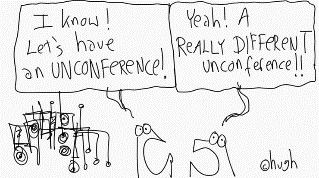 I know!
Let's have
an UNCONFERENCE!
Yeah! A
REALLY DIFFERENT
unconference!!
©hugh